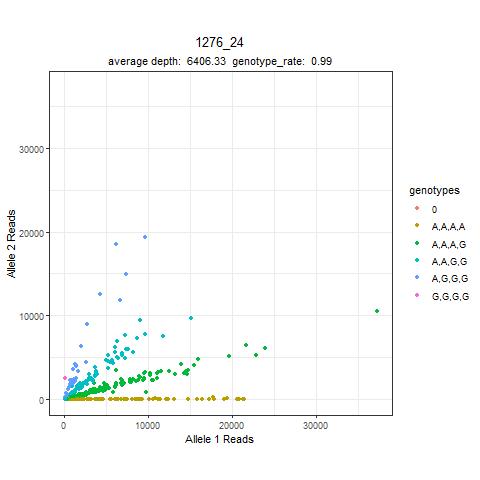 1276_24
average depth:  6406.33  genotype_rate:  0.99
Allele 2 Reads
30000
20000
10000
0
0
10000
20000
30000
Allele 1 Reads
genotypes
0
A,A,A,A
A,A,A,G
A,A,G,G
A,G,G,G
G,G,G,G